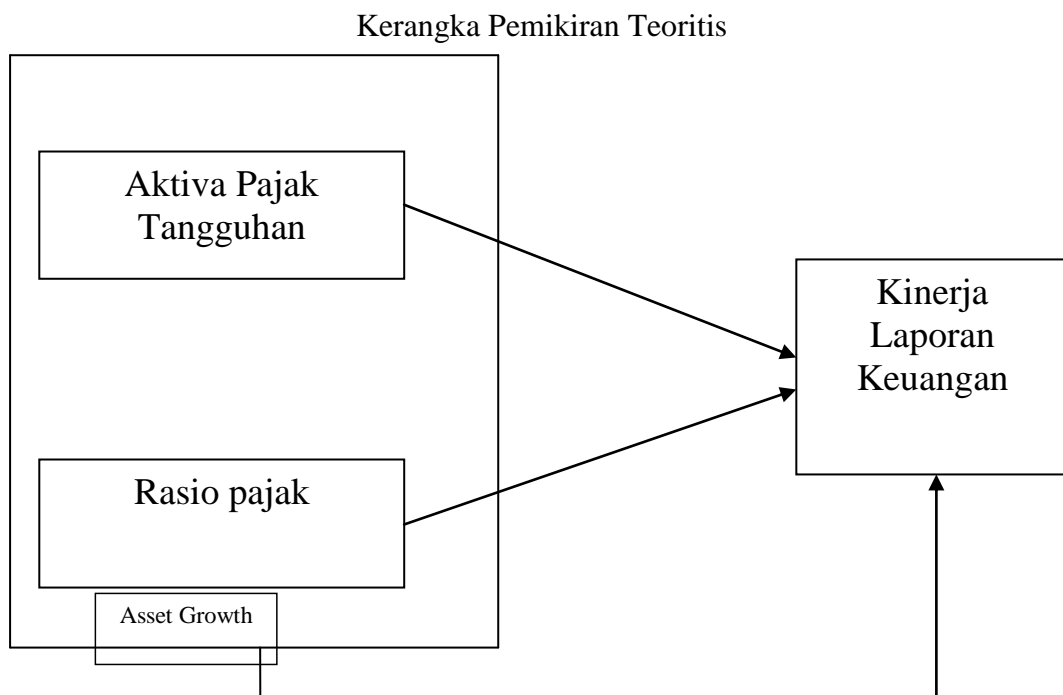 Kerangka Pemikiran Teoritis
Aktiva Pajak
Tangguhan
Kinerja
Laporan
Keuangan
Rasio pajak
Asset Growth